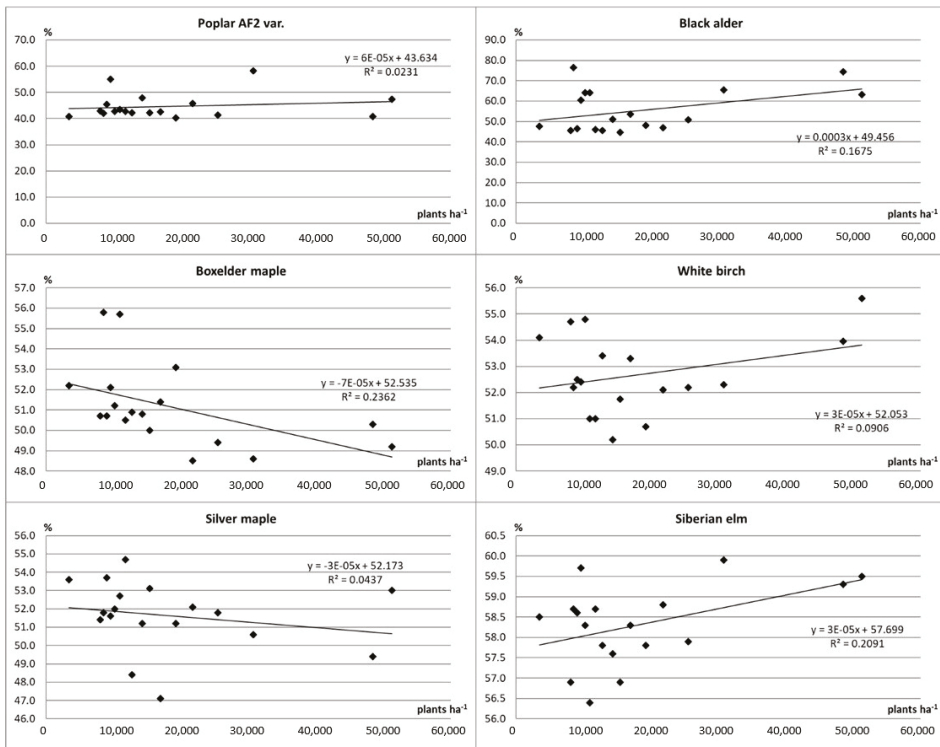 Poplar AF2 var.
%
70.0
60.0
50.0
40.0
30.0
20.0
10.0
0.0
y = 6E-05x + 43.634
R² = 0.0231
plants ha⁻¹
0 10,000 20,000 30,000 40,000 50,000 60,000
Black alder
%
90.0
80.0
70.0
60.0
50.0
40.0
30.0
20.0
10.0
0.0
y = 0.0003x + 49.456
R² = 0.1675
plants ha⁻¹
0 10,000 20,000 30,000 40,000 50,000 60,000
Boxelder maple
%
57.0
56.0
55.0
54.0
53.0
52.0
51.0
50.0
49.0
48.0
y = -7E-05x + 52.535
R² = 0.2362
plants ha⁻¹
0 10,000 20,000 30,000 40,000 50,000 60,000
White birch
%
56.0
55.0
54.0
53.0
52.0
51.0
50.0
49.0
y = 3E-05x + 52.053
R² = 0.0906
plants ha⁻¹
0 10,000 20,000 30,000 40,000 50,000 60,000
Silver maple
%
56.0
55.0
54.0
53.0
52.0
51.0
50.0
49.0
48.0
47.0
46.0
y = -3E-05x + 52.173
R² = 0.0437
plants ha⁻¹
0 10,000 20,000 30,000 40,000 50,000 60,000
Siberian elm
%
60.5
60.0
59.5
59.0
58.5
58.0
57.5
57.0
56.5
56.0
y = 3E-05x + 57.699
R² = 0.2091
plants ha⁻¹
0 10,000 20,000 30,000 40,000 50,000 60,000